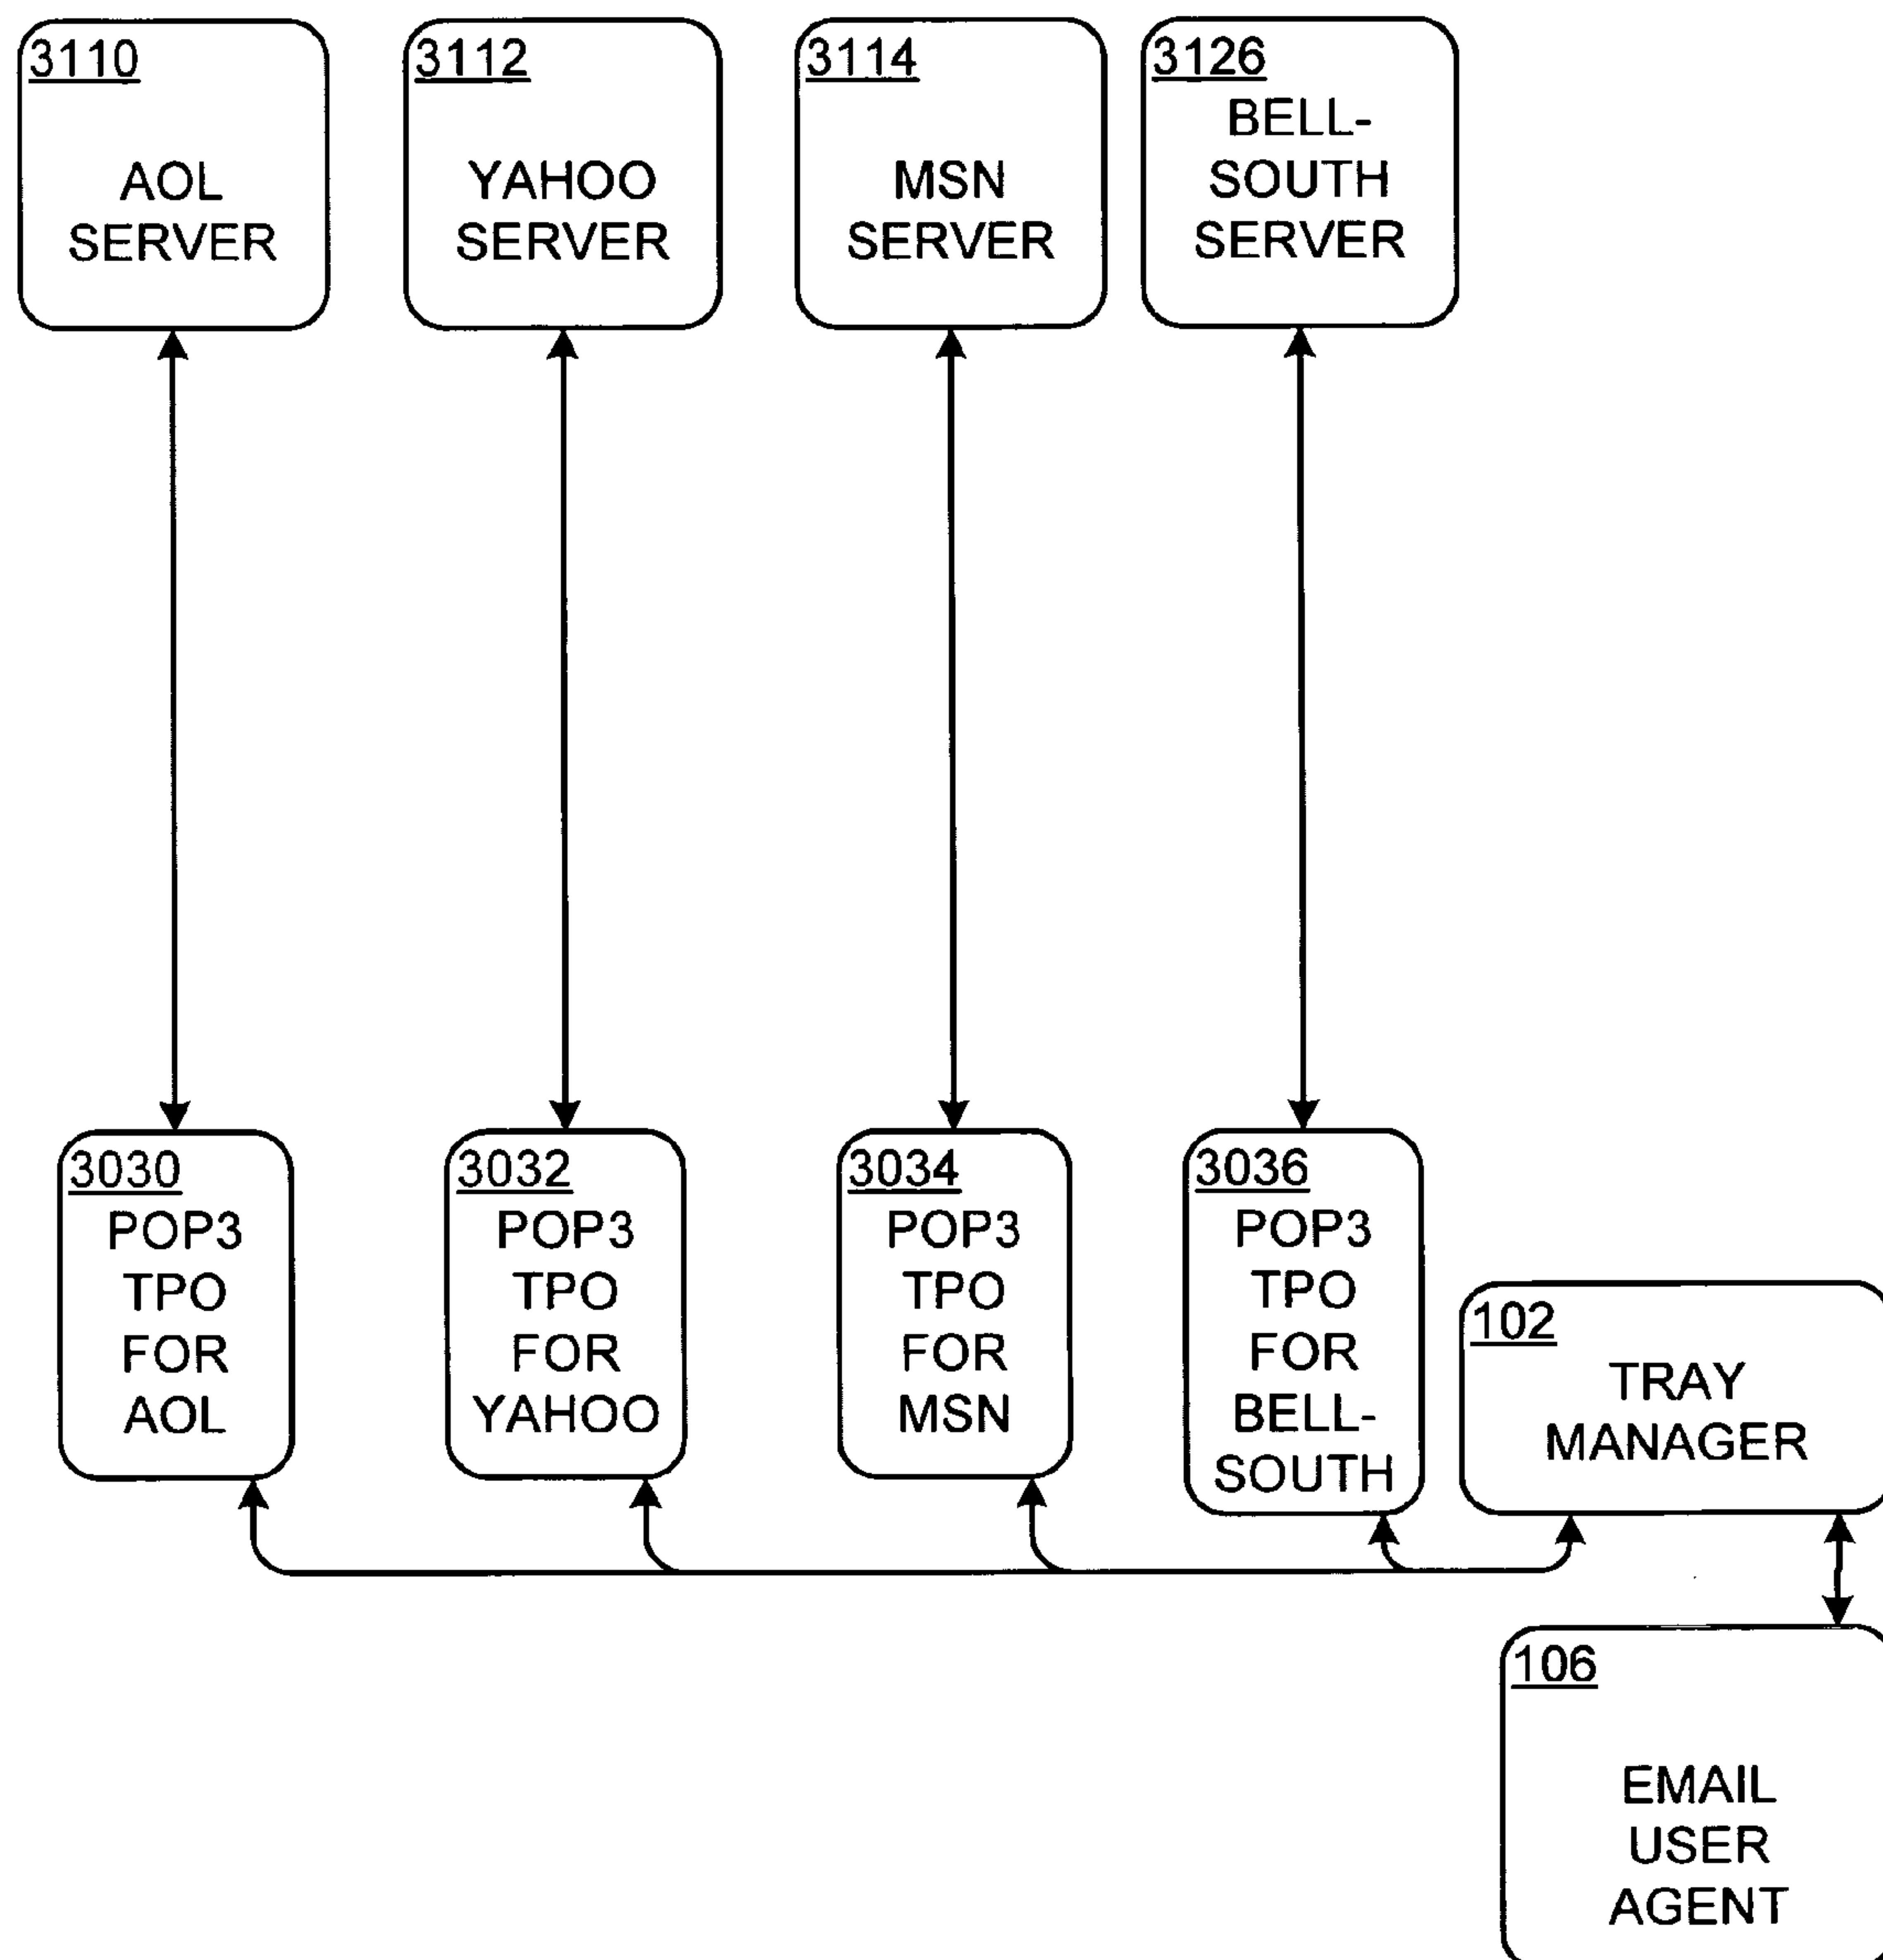 3110
AOL
SERVER
3112
YAHOO
SERVER
3114
MSN
SERVER
3126
BELL-
SOUTH
SERVER
3030
POP3
TPO
FOR
AOL
3032
POP3
TPO
FOR
YAHOO
3034
POP3
TPO
FOR
MSN
3036
POP3
TPO
FOR
BELL-
SOUTH
102
TRAY
MANAGER
106
EMAIL
USER
AGENT